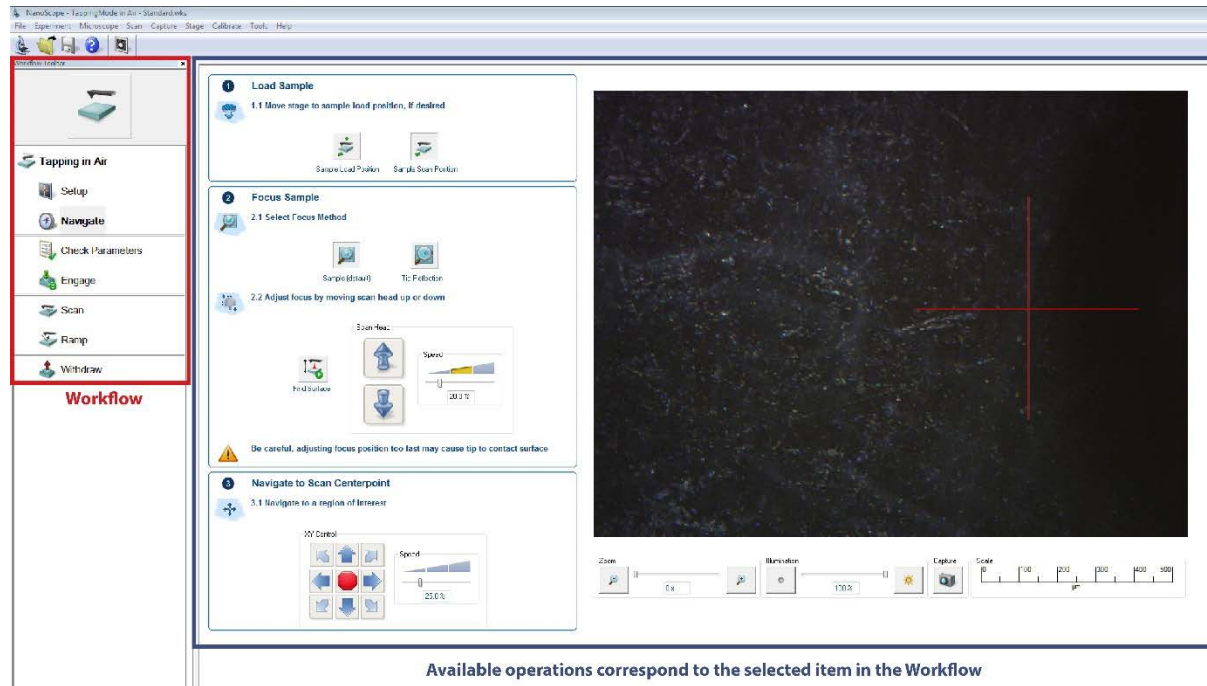 NanoScope - TappingMode in Air - Standard.wks
File Experiment Microscope Scan Capture Stage Calibrate Tools Help
Workflow Toolbar
Tapping in Air
Setup
Navigate
Check Parameters
Engage
Scan
Ramp
Withdraw
Workflow
1 Load Sample
1.1 Move stage to sample load position, if desired
Sample Load Position Sample Scan Position
2 Focus Sample
2.1 Select Focus Method
Sample (default) Tip Reflection
2.2 Adjust focus by moving scan head up or down
Scan Head
Speed
Find Surface
20.0 %
Be careful, adjusting focus position too fast may cause tip to contact surface
3 Navigate to Scan Centerpoint
3.1 Navigate to a region of interest
XY Control
Speed
25.0 %
Zoom Illumination Capture Scale
0 100 200 300 400 500
0 x 100 % µm
Available operations correspond to the selected item in the Workflow